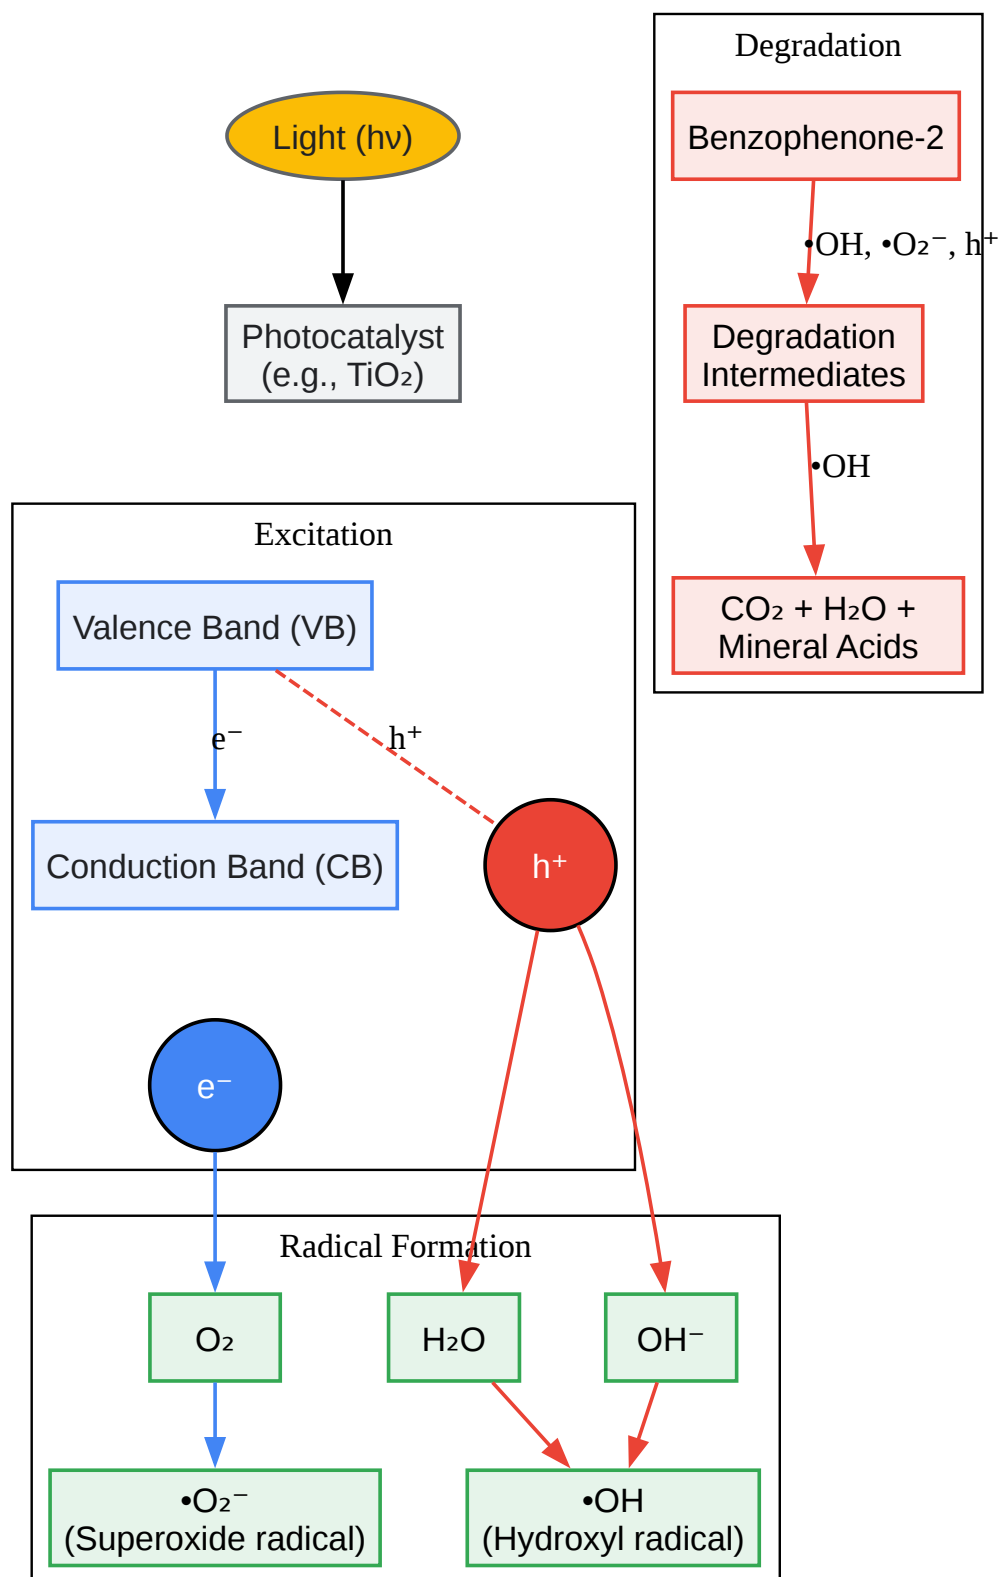 Degradation
Light (hν)
Benzophenone-2
•OH, •O₂⁻, h⁺
Photocatalyst
(e.g., TiO₂)
Degradation
Intermediates
•OH
Excitation
CO₂ + H₂O +
Mineral Acids
Valence Band (VB)
e⁻
h⁺
Conduction Band (CB)
h⁺
e⁻
Radical Formation
O₂
H₂O
OH⁻
•O₂⁻
(Superoxide radical)
•OH
(Hydroxyl radical)